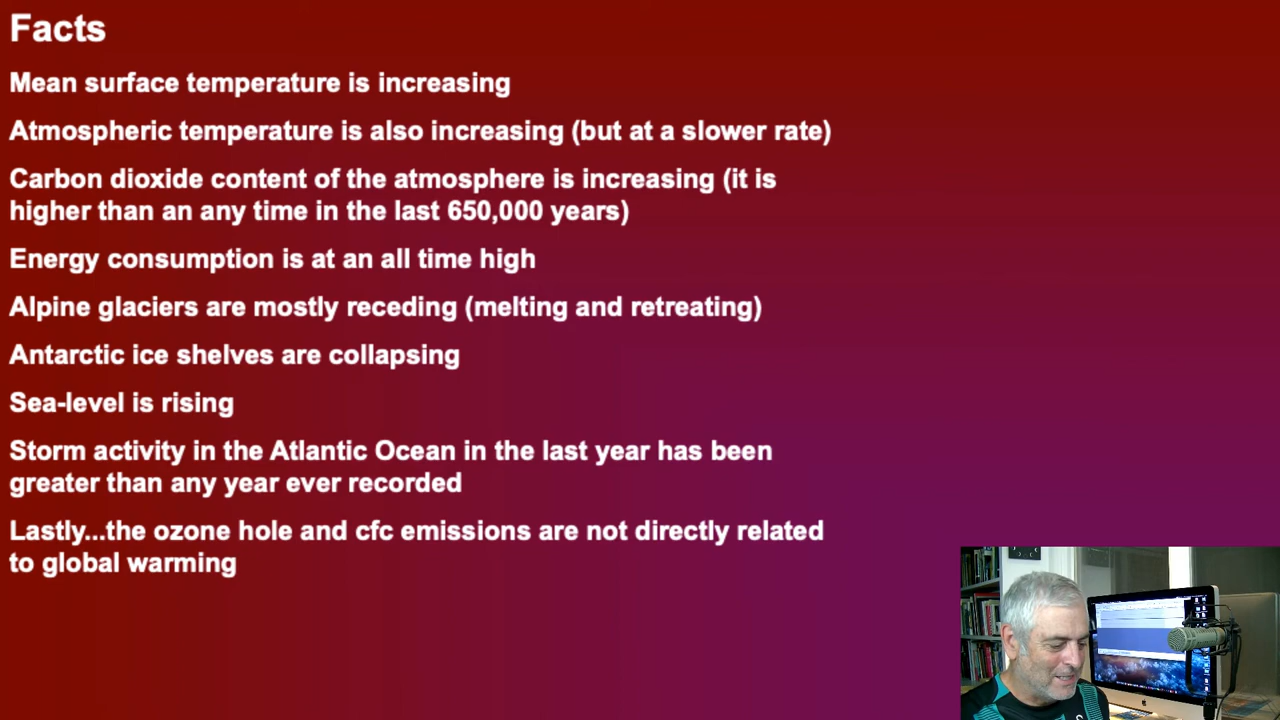 Facts
Mean surface temperature is increasing
Atmospheric temperature is also increasing (but at a slower rate)
Carbon dioxide content of the atmosphere is increasing (it is
higher than an any time in the last 650,000 years)
Energy consumption is at an all time high
Alpine glaciers are mostly receding (melting and retreating)
Antarctic ice shelves are collapsing
Sea-level is rising
Storm activity in the Atlantic Ocean in the last year has been
greater than any year ever recorded
Lastly...the ozone hole and cfc emissions are not directly related
to global warming